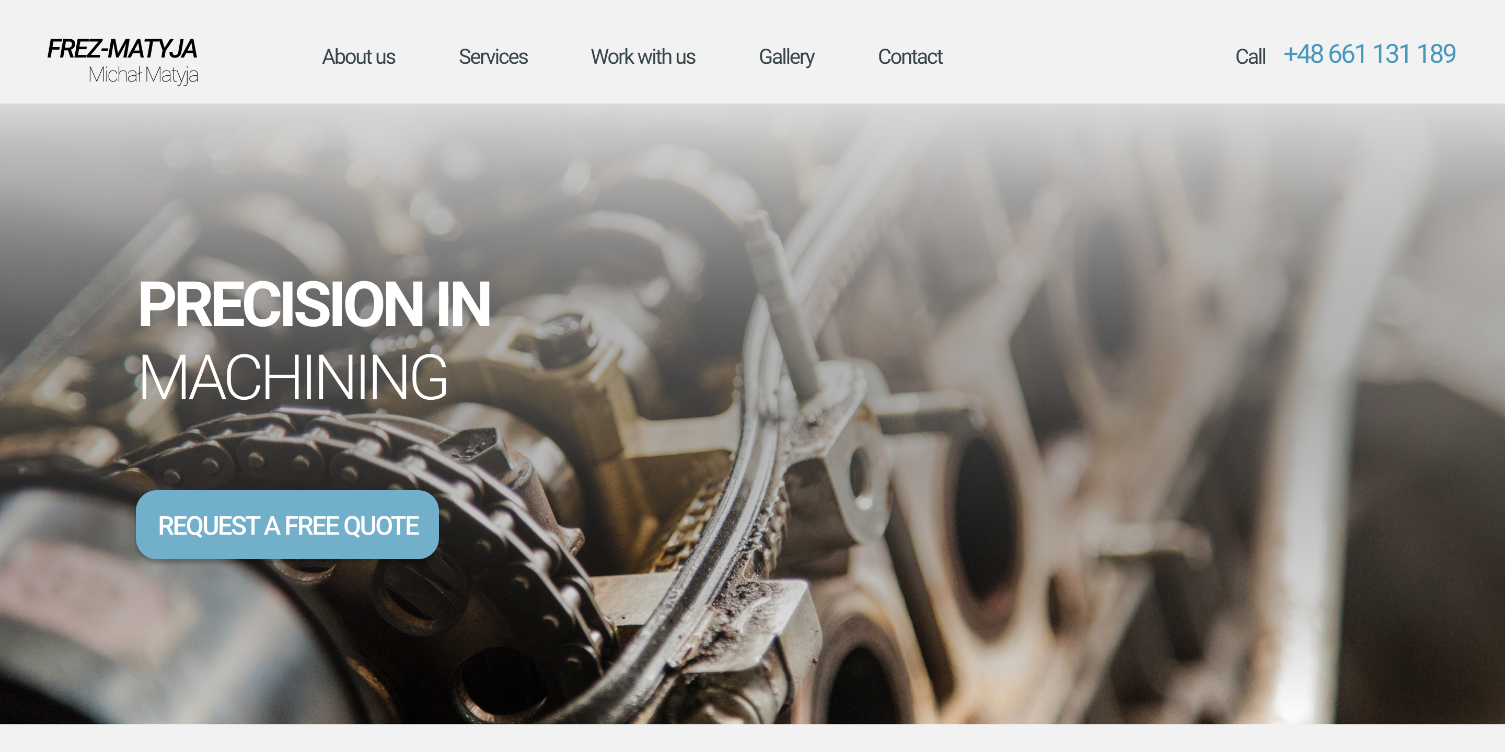 FREZ-MATYJA
Michał Matyja
About us Services Work with us Gallery Contact
Call +48 661 131 189
PRECISION IN
MACHINING
REQUEST A FREE QUOTE